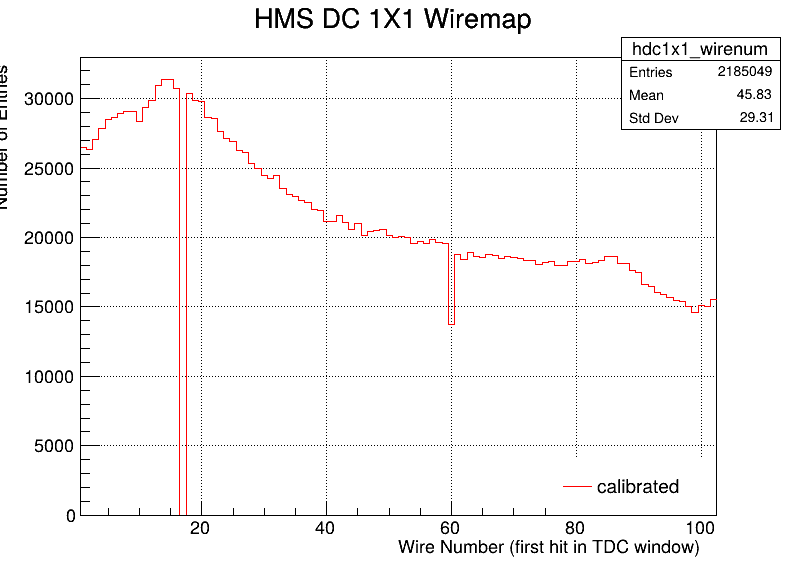 HMS DC 1X1 Wiremap
hdc1x1_wirenum
Entries 2185049
Mean 45.83
Std Dev 29.31
Number of Entries
30000
25000
20000
15000
10000
5000
0
calibrated
20 40 60 80 100
Wire Number (first hit in TDC window)